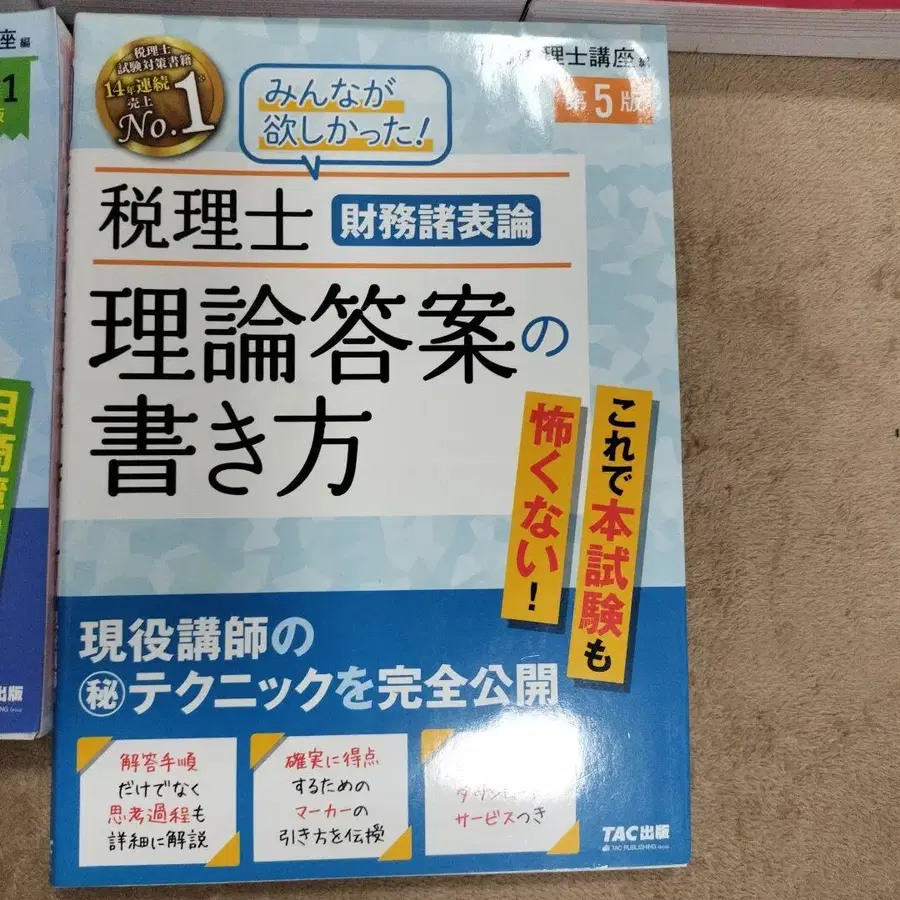 税理士
試験対策書籍
14年連続
売上
No.1
みんなが
欲しかった!
理士講座
第5版
税理士 財務諸表論
理論答案の
書き方
これで本試験も
怖くない!
現役講師の
㊙テクニックを完全公開
解答手順
だけでなく
思考過程も
詳細に解説
確実に得点
するための
マーカーの
引き方を伝授
サービスつき
TAC出版
TAC PUBLISHING Group
座編
1
版
出版